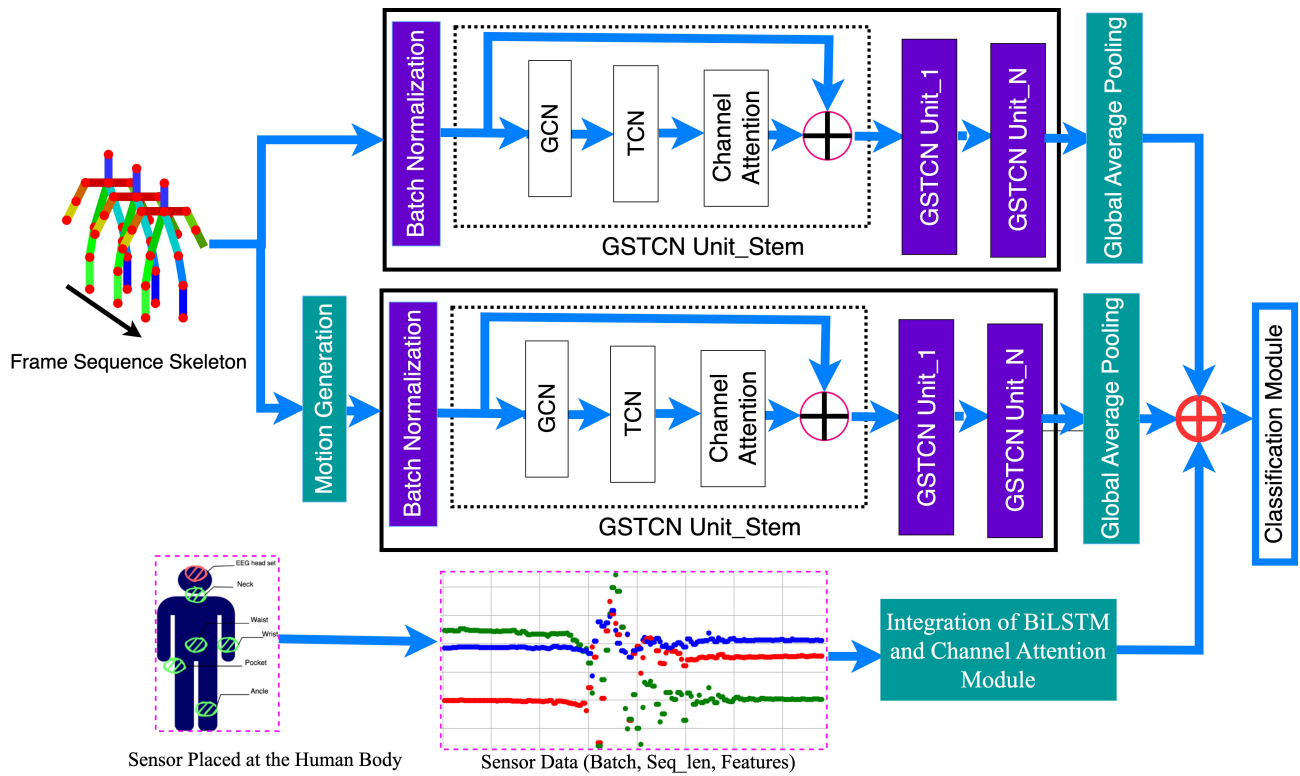 Batch Normalization
GCN
TCN
Channel
Attention
GSTCN Unit_Stem
GSTCN Unit_1
GSTCN Unit_N
Global Average Pooling
Frame Sequence Skeleton
Motion Generation
Batch Normalization
GCN
TCN
Channel
Attention
GSTCN Unit_Stem
GSTCN Unit_1
GSTCN Unit_N
Global Average Pooling
Classification Module
EEG head set
Neck
Waist
Wrist
Pocket
Angle
Sensor Placed at the Human Body
Sensor Data (Batch, Seq_len, Features)
Integration of BiLSTM
and Channel Attention
Module